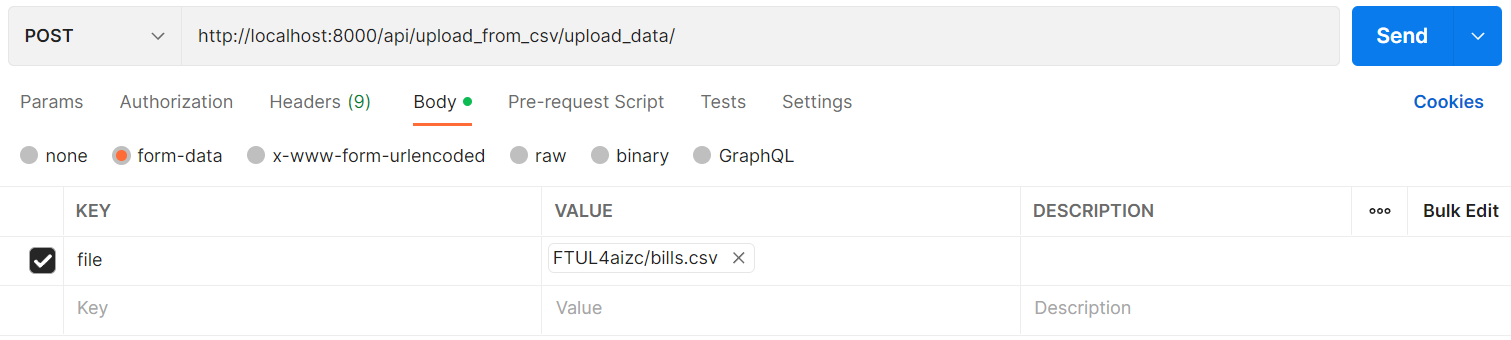 POST http://localhost:8000/api/upload_from_csv/upload_data/ Send
Params Authorization Headers (9) Body Pre-request Script Tests Settings Cookies
none form-data x-www-form-urlencoded raw binary GraphQL
KEY VALUE DESCRIPTION Bulk Edit
file FTUL4aizc/bills.csv
Key Value Description